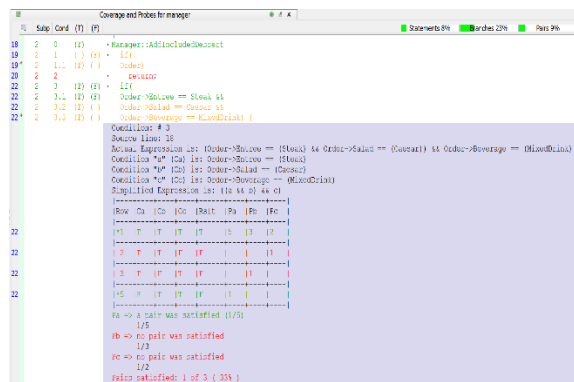 Coverage and Probes for manager
Subp Cond (T) (F) Statements 9% Branches 23% Pairs 9%
18 2 0 (T) Manager::AddIncludedDessert
19 2 1 ( ) (F) if(
19 * 2 1.1 (T) ( ) Order)
20 2 2 return;
22 2 3 (T) (F) if(
22 2 3.1 (T) (F) Order->Entree == Steak &&
22 2 3.2 (T) ( ) Order->Salad == Caesar &&
22 * 2 3.3 (T) ( ) Order->Beverage == MixedDrink) {
Condition: # 3
Source line: 18
Actual Expression is: (Order->Entree == (Steak) && Order->Salad == (Caesar)) && Order->Beverage == (MixedDrink)
Condition "a" (Ca) is: Order->Entree == (Steak)
Condition "b" (Cb) is: Order->Salad == (Caesar)
Condition "c" (Cc) is: Order->Beverage == (MixedDrink)
Simplified Expression is: ((a && b) && c)
|Row Ca |Cb |Cc |Rslt |Pa |Pb |Pc |
22 |*1 T |T |T |T |5 |3 |2 |
22 | 2 T |T |F |F | | |1 |
22 | 3 T |F |T |F | |1 | |
22 |*5 F |T |T |F |1 | | |
Pa => a pair was satisfied (1/5)
1/5
Pb => no pair was satisfied
1/3
Pc => no pair was satisfied
1/2
Pairs satisfied: 1 of 3 ( 33% )